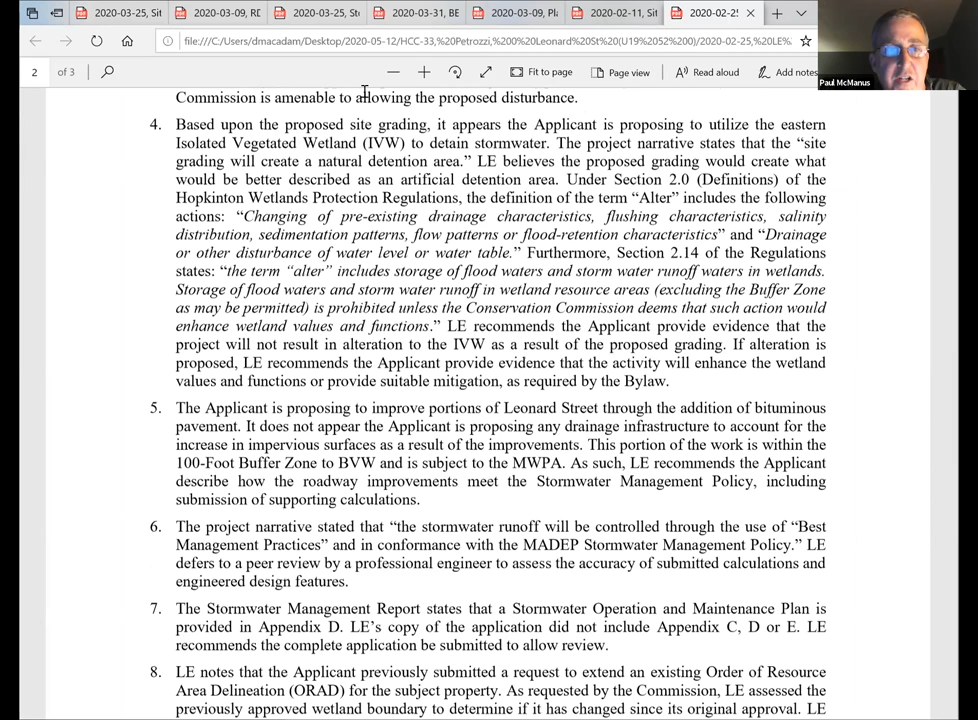 2020-03-25, Sit
2020-03-09, RD
2020-03-25, Sto
2020-03-31, BE
2020-03-09, Pla
2020-02-11, Sit
2020-02-25
file:///C:/Users/dmacadam/Desktop/2020-05-12/HCC-33,%20Petrozzi,%200%20Leonard%20St(U19%2052%200)/2020-02-25,%20LE%
2 of 3
Fit to page
Page view
Read aloud
Add notes
Paul McManus
Commission is amenable to allowing the proposed disturbance.
4. Based upon the proposed site grading, it appears the Applicant is proposing to utilize the eastern
Isolated Vegetated Wetland (IVW) to detain stormwater. The project narrative states that the “site
grading will create a natural detention area.” LE believes the proposed grading would create what
would be better described as an artificial detention area. Under Section 2.0 (Definitions) of the
Hopkinton Wetlands Protection Regulations, the definition of the term “Alter” includes the following
actions: “Changing of pre-existing drainage characteristics, flushing characteristics, salinity
distribution, sedimentation patterns, flow patterns or flood-retention characteristics” and “Drainage
or other disturbance of water level or water table.” Furthermore, Section 2.14 of the Regulations
states: “the term “alter” includes storage of flood waters and storm water runoff waters in wetlands.
Storage of flood waters and storm water runoff in wetland resource areas (excluding the Buffer Zone
as may be permitted) is prohibited unless the Conservation Commission deems that such action would
enhance wetland values and functions.” LE recommends the Applicant provide evidence that the
project will not result in alteration to the IVW as a result of the proposed grading. If alteration is
proposed, LE recommends the Applicant provide evidence that the activity will enhance the wetland
values and functions or provide suitable mitigation, as required by the Bylaw.
5. The Applicant is proposing to improve portions of Leonard Street through the addition of bituminous
pavement. It does not appear the Applicant is proposing any drainage infrastructure to account for the
increase in impervious surfaces as a result of the improvements. This portion of the work is within the
100-Foot Buffer Zone to BVW and is subject to the MWPA. As such, LE recommends the Applicant
describe how the roadway improvements meet the Stormwater Management Policy, including
submission of supporting calculations.
6. The project narrative stated that “the stormwater runoff will be controlled through the use of “Best
Management Practices” and in conformance with the MADEP Stormwater Management Policy.” LE
defers to a peer review by a professional engineer to assess the accuracy of submitted calculations and
engineered design features.
7. The Stormwater Management Report states that a Stormwater Operation and Maintenance Plan is
provided in Appendix D. LE’s copy of the application did not include Appendix C, D or E. LE
recommends the complete application be submitted to allow review.
8. LE notes that the Applicant previously submitted a request to extend an existing Order of Resource
Area Delineation (ORAD) for the subject property. As requested by the Commission, LE assessed the
previously approved wetland boundary to determine if it has changed since its original approval. LE